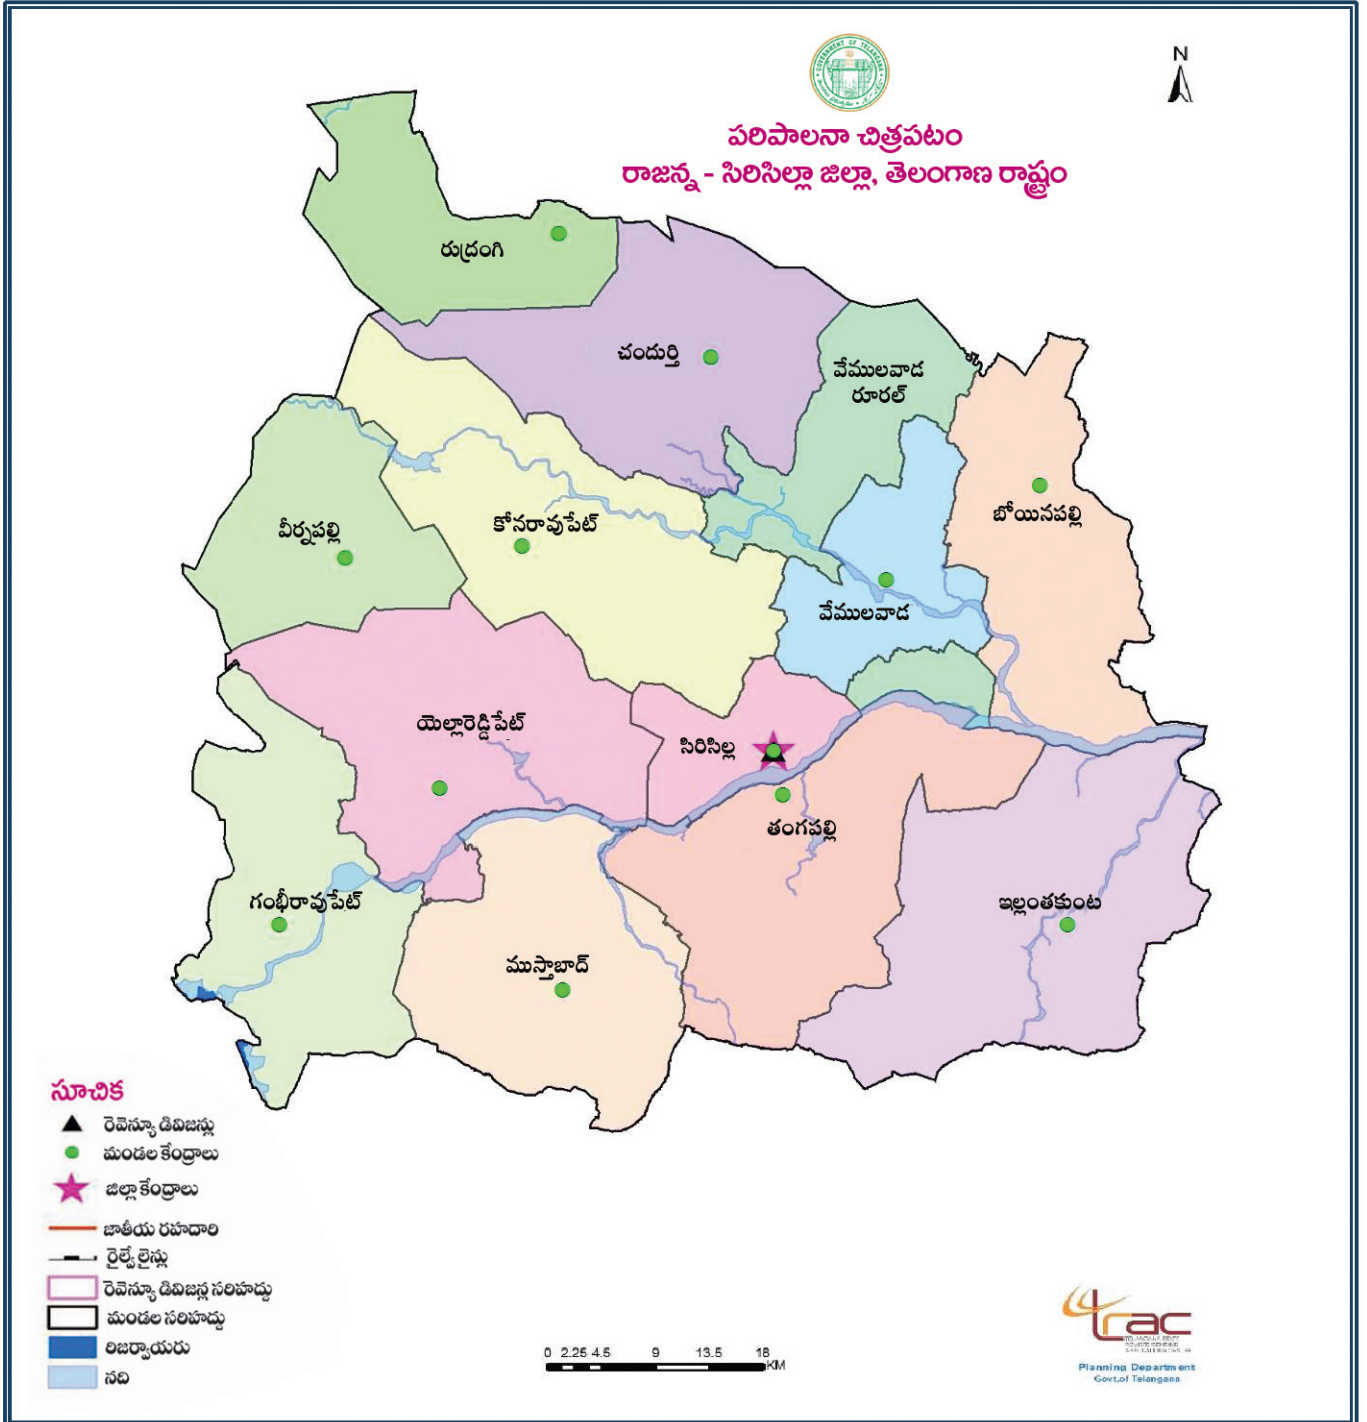 N
పరిపాలనా చిత్రపటం
రాజన్న - సిరిసిల్లా జిల్లా, తెలంగాణ రాష్ట్రం
రుద్రంగి
చందుర్తి
వేములవాడ
రూరల్
బోయినపల్లి
వీర్నపల్లి
కోనరావుపేట్
వేములవాడ
యెల్లారెడ్డిపేట్
సిరిసిల్ల
తంగపల్లి
గంభీరావుపేట్
ఇల్లంతకుంట
ముస్తాబాద్
సూచిక
రెవెన్యూ డివిజన్లు
మండల కేంద్రాలు
జిల్లా కేంద్రాలు
జాతీయ రహదారి
రైల్వే లైన్లు
రెవెన్యూ డివిజన్ల సరిహద్దు
మండల సరిహద్దు
రిజర్వాయరు
నది
0 2.25 4.5 9 13.5 18
KM
trac
Planning Department
Govt.of Telangana